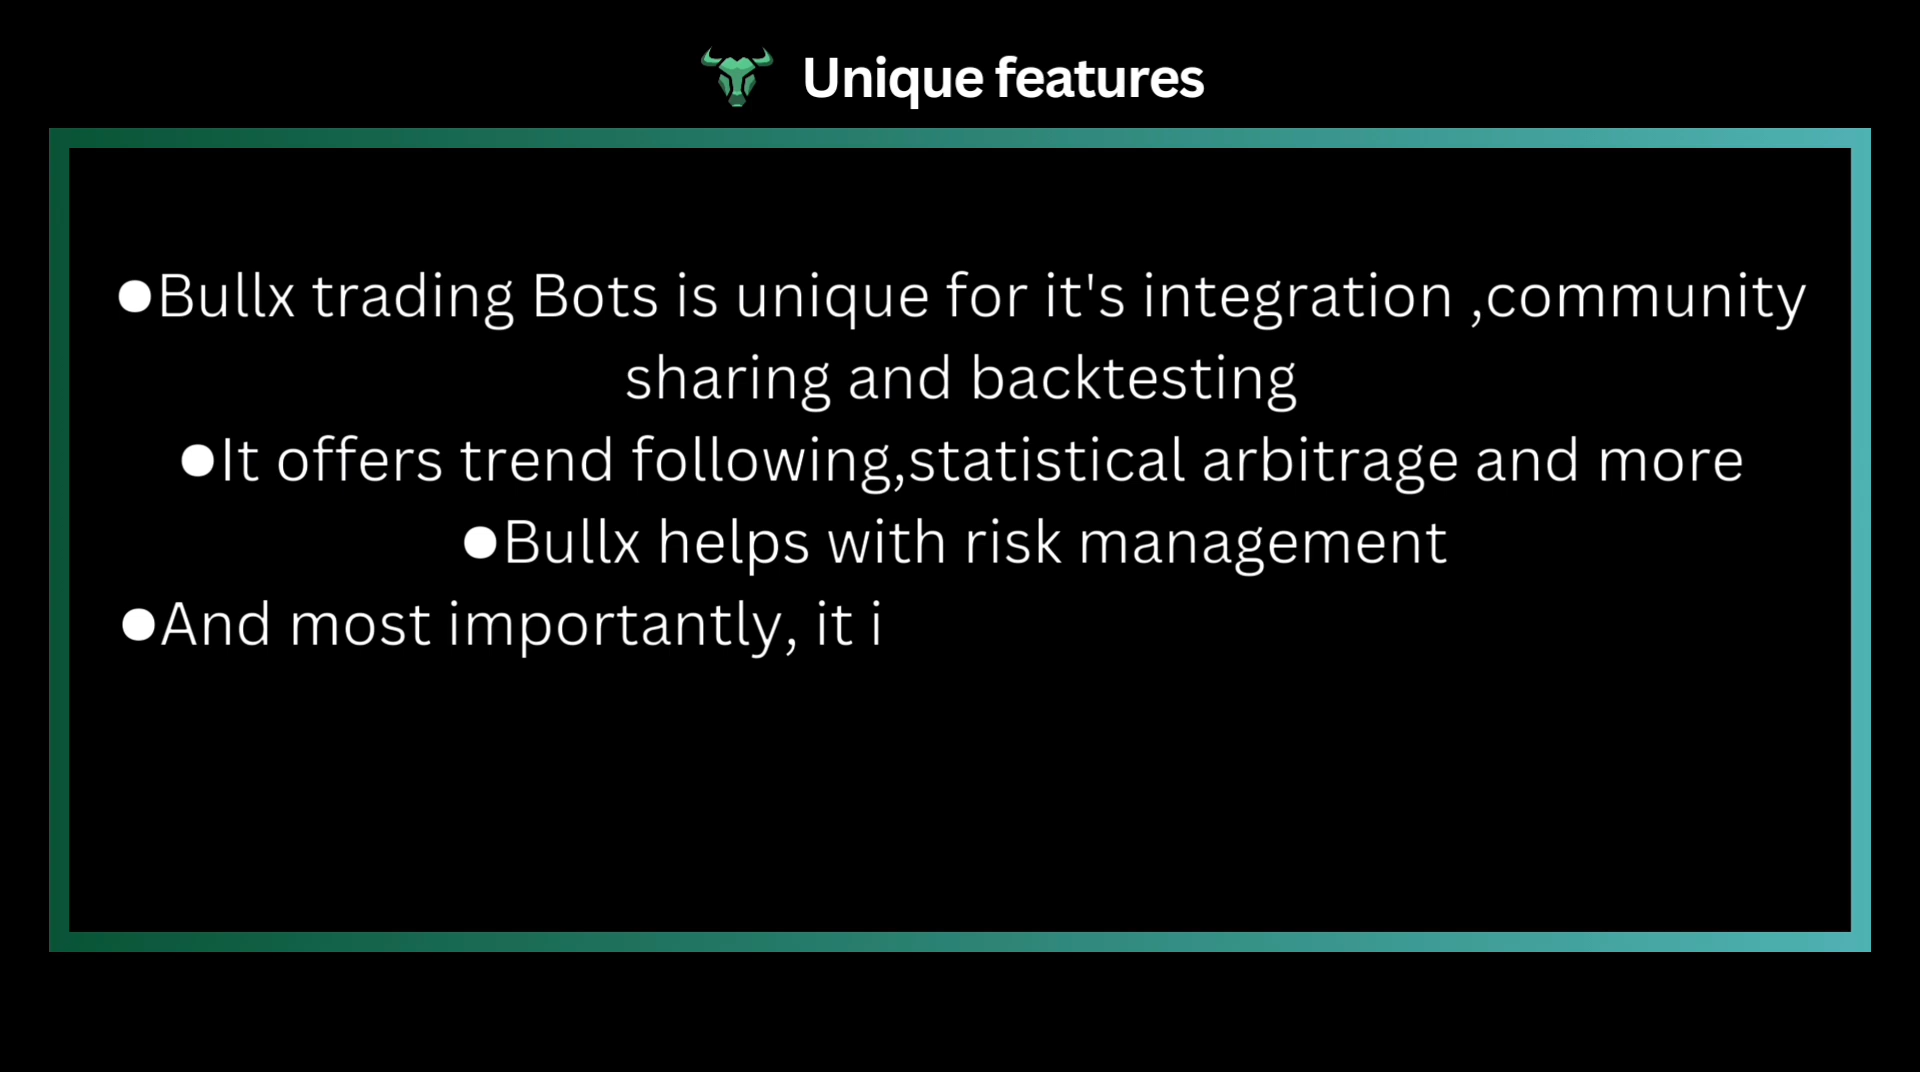 Unique features
●Bullx trading Bots is unique for it's integration ,community
sharing and backtesting
●It offers trend following,statistical arbitrage and more
●Bullx helps with risk management
●And most importantly, it i